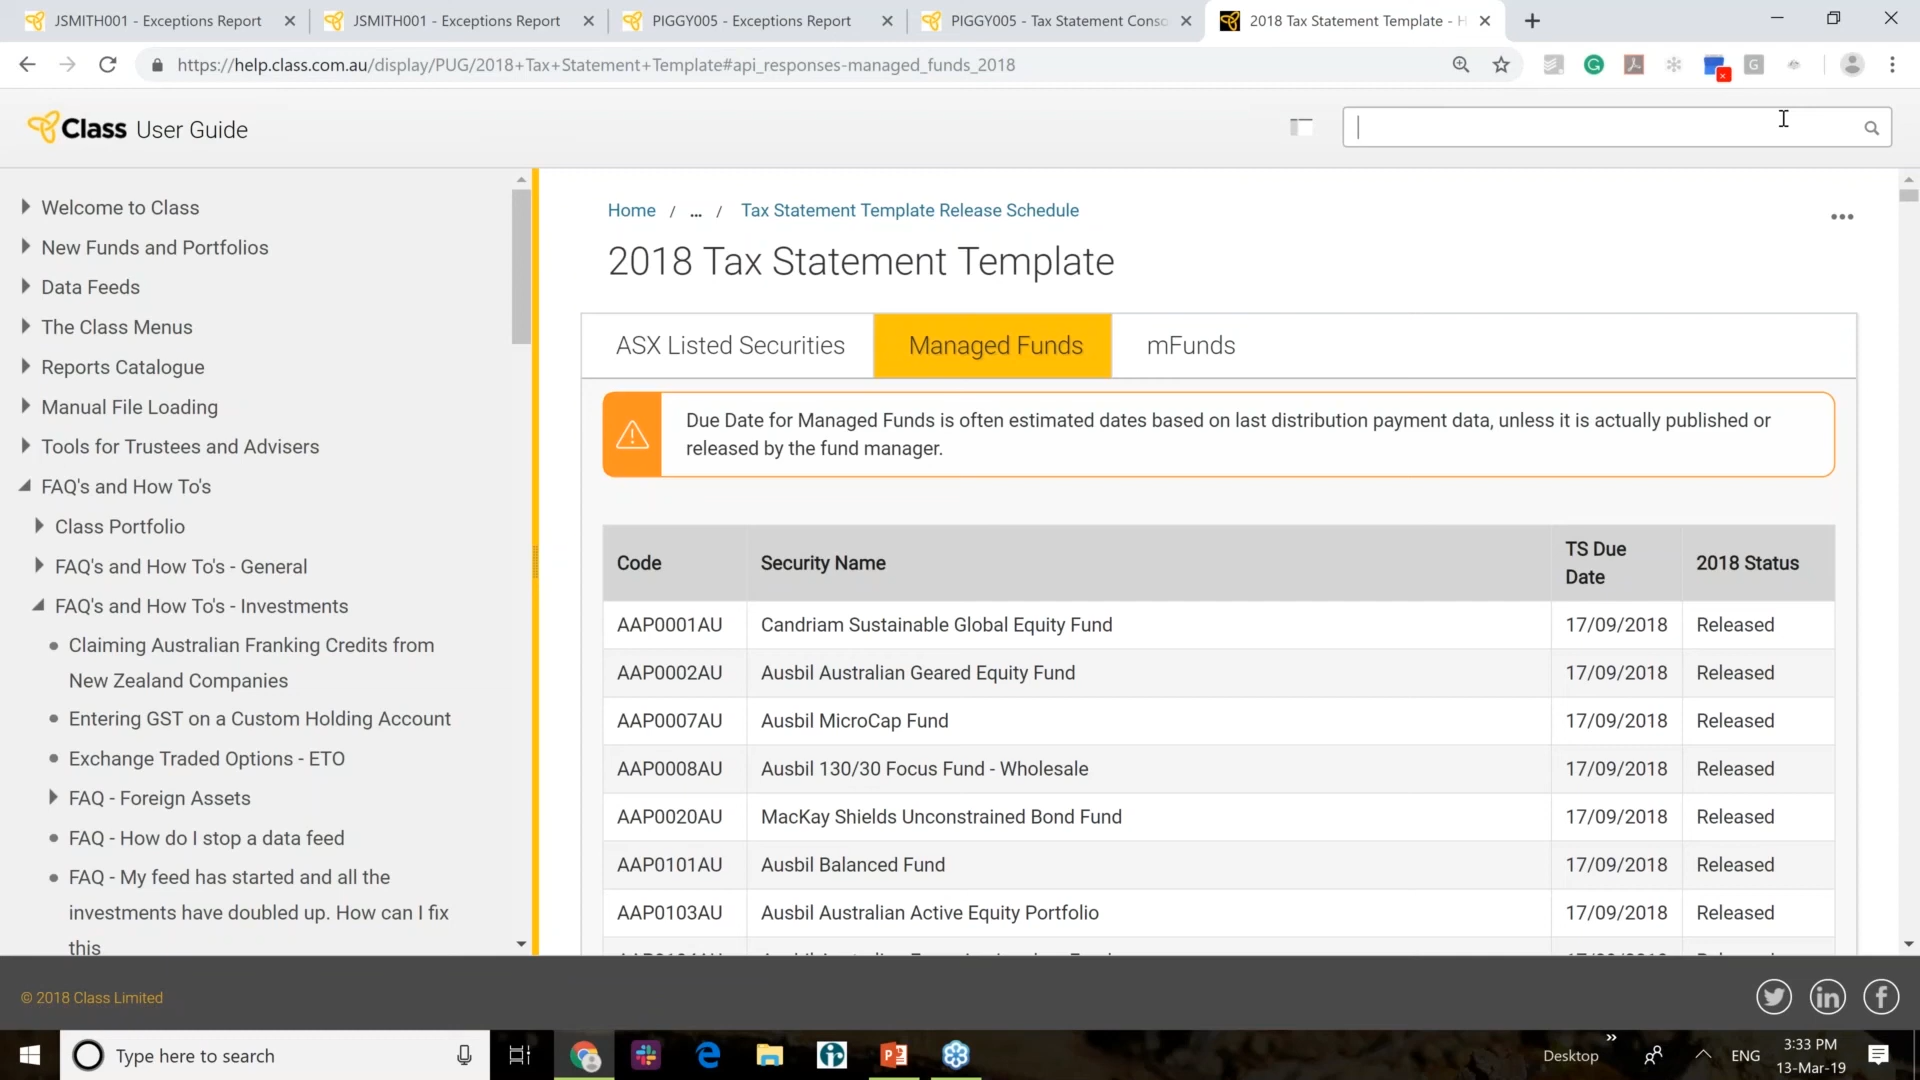 JSMITH001 - Exceptions Report
JSMITH001 - Exceptions Report
PIGGY005 - Exceptions Report
PIGGY005 - Tax Statement Conso
2018 Tax Statement Template - H
https://help.class.com.au/display/PUG/2018+Tax+Statement+Template#api_responses-managed_funds_2018
Class User Guide
Welcome to Class
New Funds and Portfolios
Data Feeds
The Class Menus
Reports Catalogue
Manual File Loading
Tools for Trustees and Advisers
FAQ's and How To's
Class Portfolio
FAQ's and How To's - General
FAQ's and How To's - Investments
Claiming Australian Franking Credits from
New Zealand Companies
Entering GST on a Custom Holding Account
Exchange Traded Options - ETO
FAQ - Foreign Assets
FAQ - How do I stop a data feed
FAQ - My feed has started and all the
investments have doubled up. How can I fix
this
Home / ... / Tax Statement Template Release Schedule
2018 Tax Statement Template
ASX Listed Securities Managed Funds mFunds
Due Date for Managed Funds is often estimated dates based on last distribution payment data, unless it is actually published or
released by the fund manager.
Code Security Name TS Due Date 2018 Status
AAP0001AU Candriam Sustainable Global Equity Fund 17/09/2018 Released
AAP0002AU Ausbil Australian Geared Equity Fund 17/09/2018 Released
AAP0007AU Ausbil MicroCap Fund 17/09/2018 Released
AAP0008AU Ausbil 130/30 Focus Fund - Wholesale 17/09/2018 Released
AAP0020AU MacKay Shields Unconstrained Bond Fund 17/09/2018 Released
AAP0101AU Ausbil Balanced Fund 17/09/2018 Released
AAP0103AU Ausbil Australian Active Equity Portfolio 17/09/2018 Released
© 2018 Class Limited
Type here to search
Desktop
ENG
3:33 PM
13-Mar-19